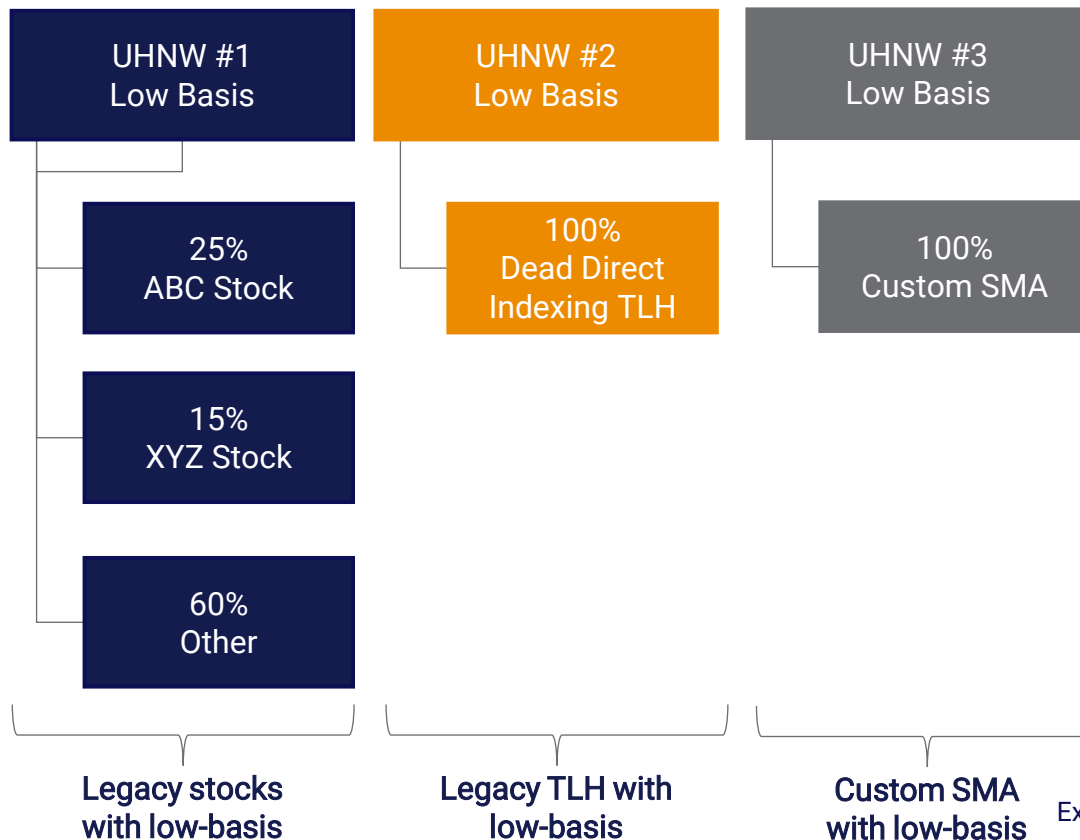 UHNW #1
Low Basis
25%
ABC Stock
15%
XYZ Stock
60%
Other
Legacy stocks
with low-basis
UHNW #2
Low Basis
100%
Dead Direct
Indexing TLH
Legacy TLH with
low-basis
UHNW #3
Low Basis
100%
Custom SMA
Custom SMA
with low-basis